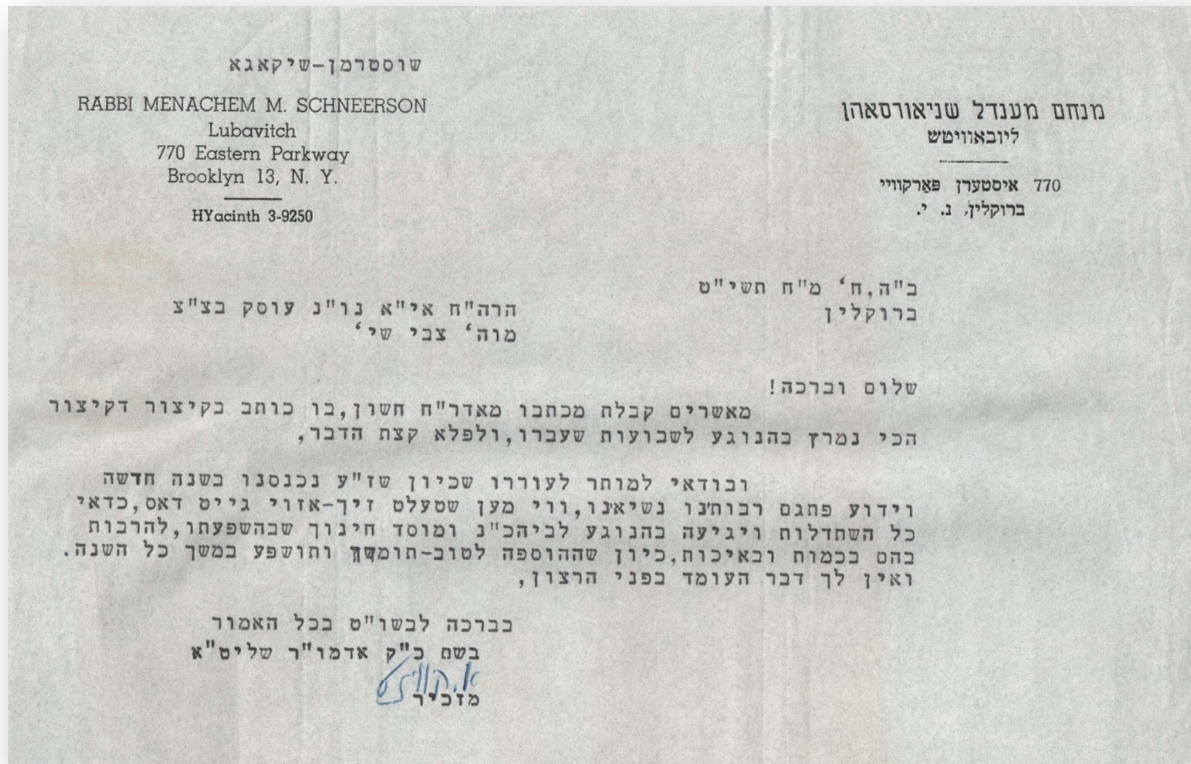 שוסטרמן-שיקאגא
RABBI MENACHEM M. SCHNEERSON
Lubavitch
770 Eastern Parkway
Brooklyn 13, N. Y.
HYacinth 3-9250
מנחם מענדל שניאורסאהן
ליובאוויטש
770 איסטערן פּאַרקוויי
ברוקלין, נ. י.
ב"ה, ח' מ"ח תשי"ט
ברוקלין
הרה"ח אי"א נו"נ עוסק בצ"צ
מוה' צבי שי'
שלום וברכה!
מאשרים קבלת מכתבו מאדר"ח חשון,בו כותב בקיצור דקיצור
הכי נמרץ בהנוגע לשבועות שעברו,ולפלא קצת הדבר,
ובודאי למותר לעוררו שכיון שז"ע נכנסנו בשנה חדשה
וידוע פתגם רבותנו נשיאנו,ווי מען שטעלט זיך-אזוי גייט דאס,כדאי
כל השתדלות ויגיעה בהנוגע לביהכ"נ ומוסד חינוך שבהשפעתו,להרבות
בהם בכמות ובאיכות,כיון שההוספה לטוב-תומשך ותושפע במשך כל השנה.
ואין לך דבר העומד בפני הרצון,
בברכה לבשו"ט בכל האמור
בשם כ"ק אדמו"ר שליט"א
א. קווינט
מזכיר